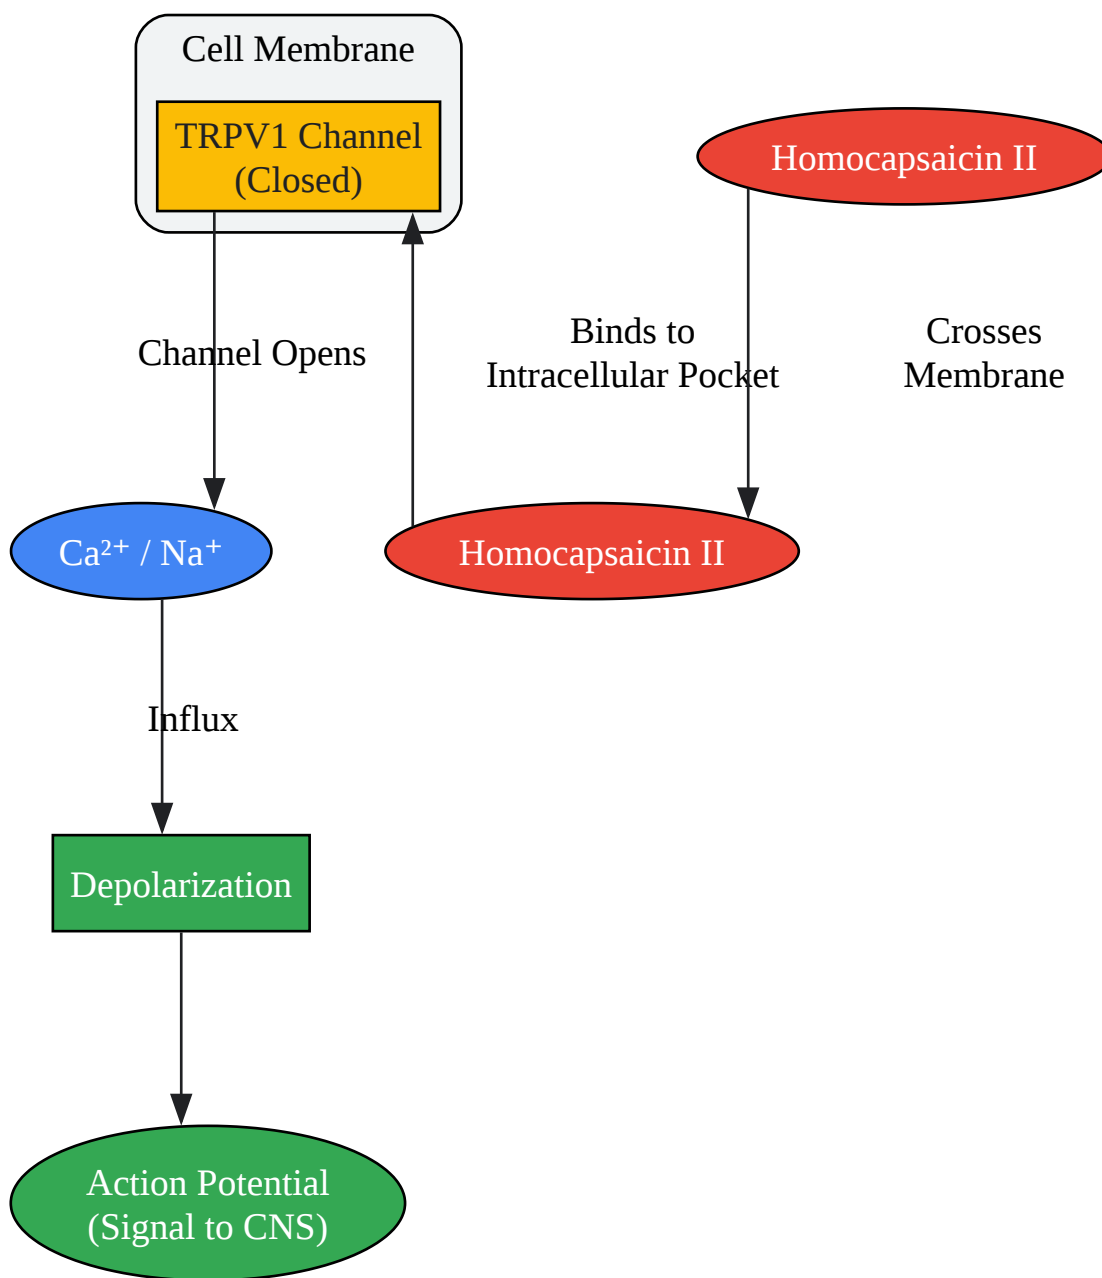 Cell Membrane
TRPV1 Channel
(Closed)
Homocapsaicin II
Channel Opens
Binds to
Intracellular Pocket
Crosses
Membrane
Ca²⁺ / Na⁺
Homocapsaicin II
Influx
Depolarization
Action Potential
(Signal to CNS)